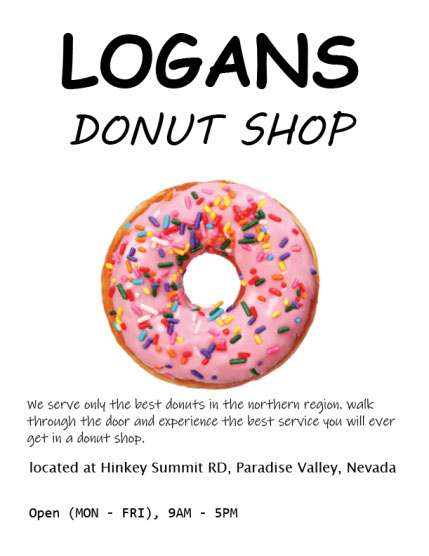 LOGANS
DONUT SHOP
We serve only the best donuts in the northern region. walk
through the door and experience the best service you will ever
get in a donut shop.
located at Hinkey Summit RD, Paradise Valley, Nevada
Open (MON - FRI), 9AM - 5PM